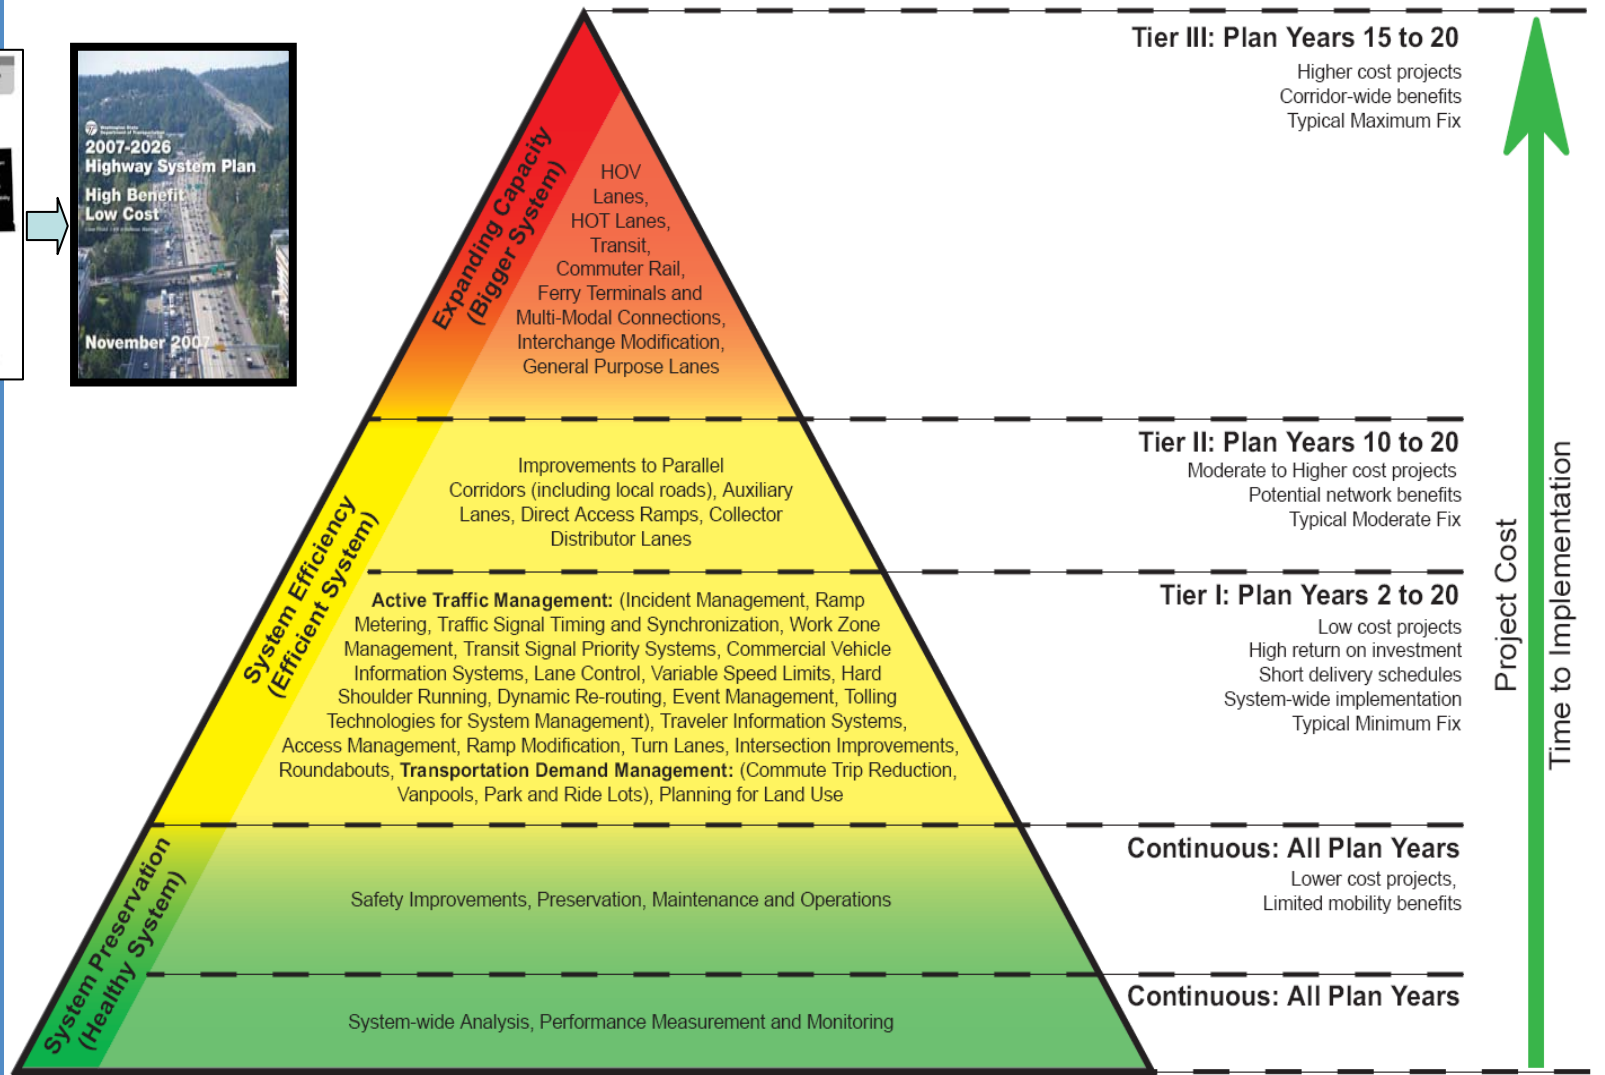 Washington State
Department of Transportation
2007-2026
Highway System Plan
High Benefit
Low Cost
November 2007
Expanding Capacity
(Bigger System)
HOV
Lanes,
HOT Lanes,
Transit,
Commuter Rail,
Ferry Terminals and
Multi-Modal Connections,
Interchange Modification,
General Purpose Lanes
Tier III: Plan Years 15 to 20
Higher cost projects
Corridor-wide benefits
Typical Maximum Fix
System Efficiency
(Efficient System)
Improvements to Parallel
Corridors (including local roads), Auxiliary
Lanes, Direct Access Ramps, Collector
Distributor Lanes
Tier II: Plan Years 10 to 20
Moderate to Higher cost projects
Potential network benefits
Typical Moderate Fix
Active Traffic Management: (Incident Management, Ramp
Metering, Traffic Signal Timing and Synchronization, Work Zone
Management, Transit Signal Priority Systems, Commercial Vehicle
Information Systems, Lane Control, Variable Speed Limits, Hard
Shoulder Running, Dynamic Re-routing, Event Management, Tolling
Technologies for System Management), Traveler Information Systems,
Access Management, Ramp Modification, Turn Lanes, Intersection Improvements,
Roundabouts, Transportation Demand Management: (Commute Trip Reduction,
Vanpools, Park and Ride Lots), Planning for Land Use
Tier I: Plan Years 2 to 20
Low cost projects
High return on investment
Short delivery schedules
System-wide implementation
Typical Minimum Fix
System Preservation
(Healthy System)
Safety Improvements, Preservation, Maintenance and Operations
Continuous: All Plan Years
Lower cost projects,
Limited mobility benefits
System-wide Analysis, Performance Measurement and Monitoring
Continuous: All Plan Years
Project Cost
Time to Implementation